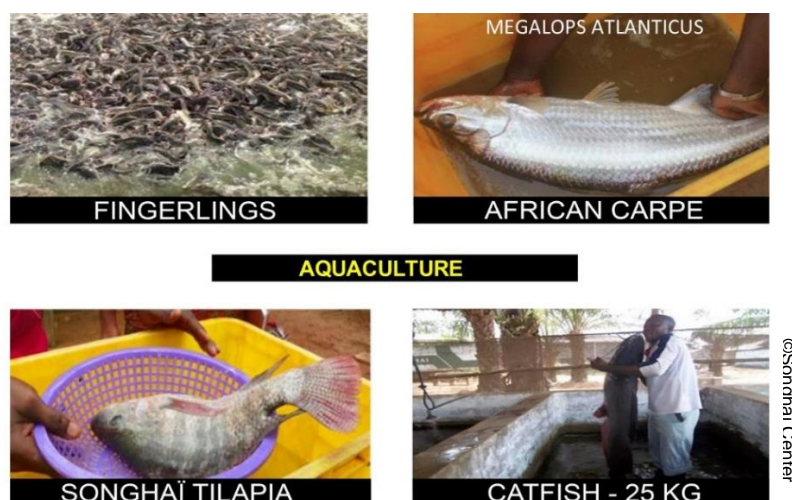 MEGALOPS ATLANTICUS
FINGERLINGS
AFRICAN CARPE
AQUACULTURE
SONGHAÏ TILAPIA
CATFISH - 25 KG
©Songhai Center